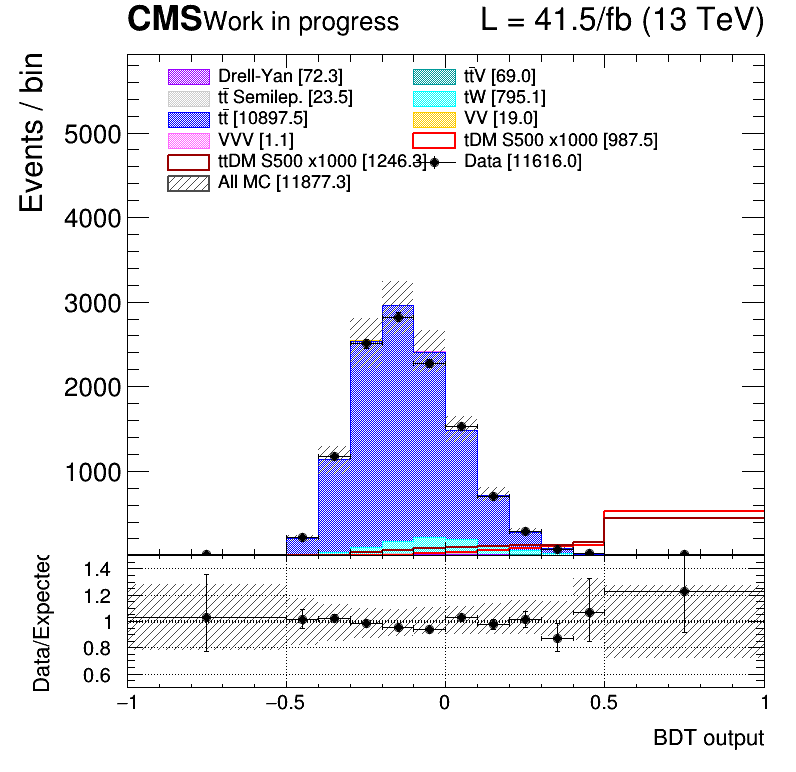 CMS Work in progress L = 41.5/fb (13 TeV)
Events / bin
Drell-Yan [72.3] tt̄V [69.0]
tt̄ Semilep. [23.5] tW [795.1]
tt̄ [10897.5] VV [19.0]
VVV [1.1] tDM S500 x1000 [987.5]
ttDM S500 x1000 [1246.3] Data [11616.0]
All MC [11877.3]
5000
4000
3000
2000
1000
Data/Expected
1.4
1.2
1
0.8
0.6
−1 −0.5 0 0.5 1
BDT output